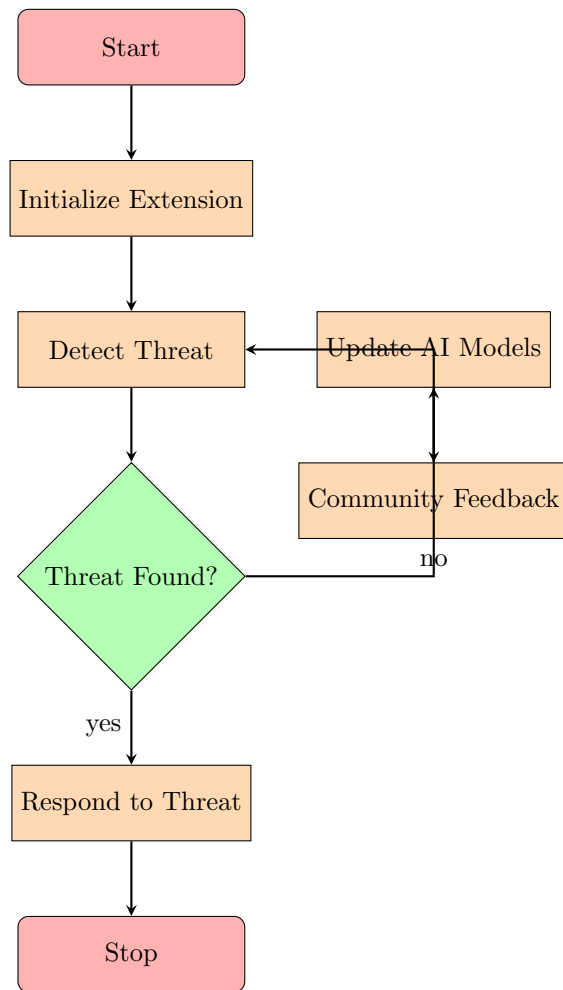 Start
Initialize Extension
Detect Threat
Update AI Models
Community Feedback
no
Threat Found?
yes
Respond to Threat
Stop